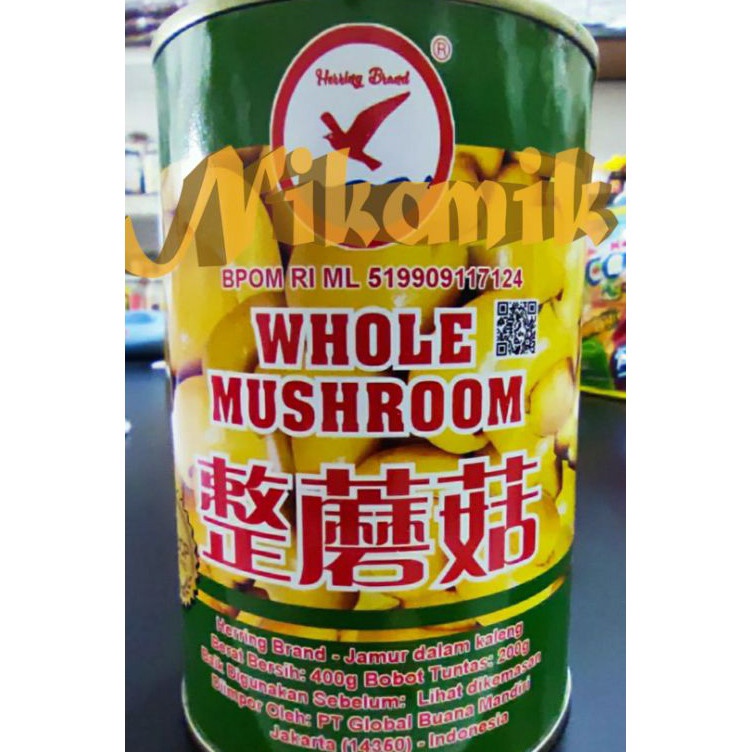 Herring Brand
®
Mikamik
BPOM RI ML 519909117124
WHOLE
MUSHROOM
整蘑菇
Herring Brand - Jamur dalam kaleng
Berat Bersih: 400g Bobot Tuntas: 200g
Baik Digunakan Sebelum: Lihat dikemasan
Diimpor Oleh: PT Global Buana Mandiri
Jakarta (14350) - Indonesia